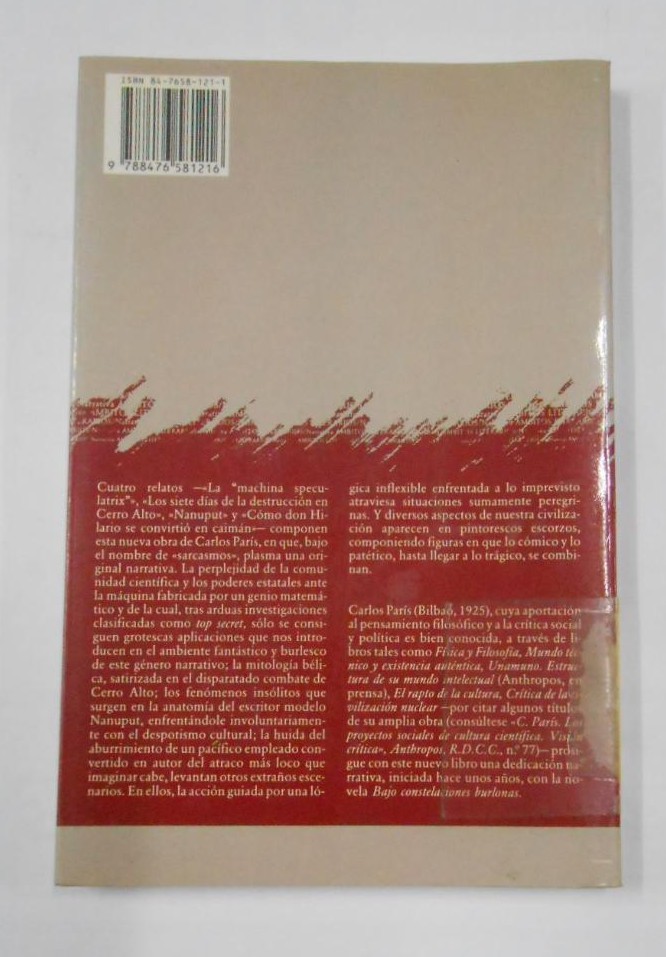 ISBN 84-7658-121-1
9 788476 581216
Cuatro relatos —«La "machina specu-
latrix"», «Los siete días de la destrucción en
Cerro Alto», «Nanuput» y «Cómo don Hi-
lario se convirtió en caimán»— componen
esta nueva obra de Carlos París, en que, bajo
el nombre de «sarcasmos», plasma una ori-
ginal narrativa. La perplejidad de la comu-
nidad científica y los poderes estatales ante
la máquina fabricada por un genio matemá-
tico y de la cual, tras arduas investigaciones
clasificadas como top secret, sólo se consi-
guen grotescas aplicaciones que nos intro-
ducen en el ambiente fantástico y burlesco
de este género narrativo; la mitología béli-
ca, satirizada en el disparatado combate de
Cerro Alto; los fenómenos insólitos que
surgen en la anatomía del escritor modelo
Nanuput, enfrentándole involuntariamen-
te con el despotismo cultural; la huida del
aburrimiento de un pacífico empleado con-
vertido en autor del atraco más loco que
imaginar cabe, levantan otros extraños esce-
narios. En ellos, la acción guiada por una ló-
gica inflexible enfrentada a lo imprevisto
atraviesa situaciones sumamente peregri-
nas. Y diversos aspectos de nuestra civiliza-
ción aparecen en pintorescos escorzos,
componiendo figuras en que lo cómico y lo
patético, hasta llegar a lo trágico, se combi-
nan.
Carlos París (Bilbao, 1925), cuya aportación
al pensamiento filosófico y a la crítica social
y política es bien conocida, a través de li-
bros tales como Física y Filosofía, Mundo téc-
nico y existencia auténtica, Unamuno. Estruc-
tura de su mundo intelectual (Anthropos, en
prensa), El rapto de la cultura, Crítica de la ci-
vilización nuclear —por citar algunos títulos
de su amplia obra (consúltese «C. París. Los
proyectos sociales de cultura científica. Visión
crítica», Anthropos, R.D.C.C., n.º 77)— prosi-
gue con este nuevo libro una dedicación na-
rrativa, iniciada hace unos años, con la no-
vela Bajo constelaciones burlonas.